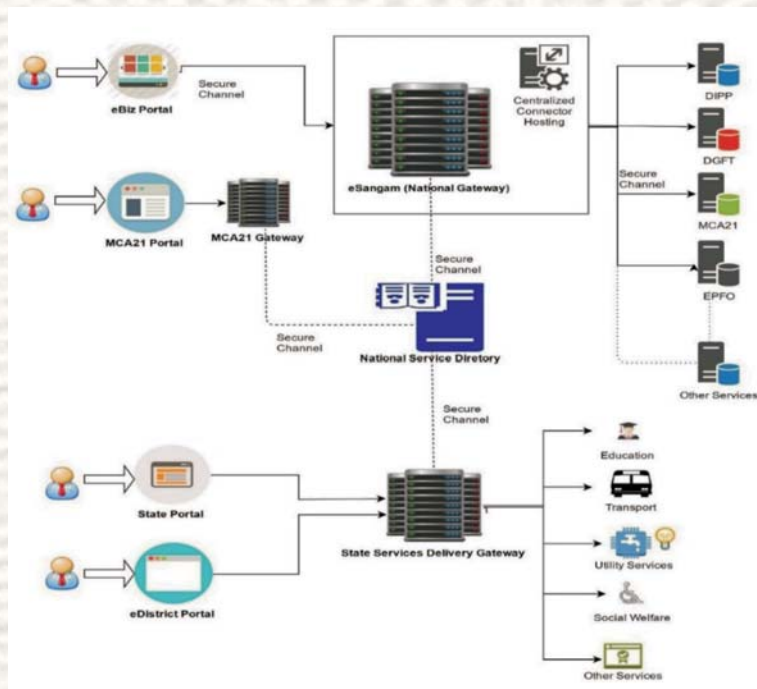 eBiz Portal
Secure
Channel
Centralized
Connector
Hosting
eSangam (National Gateway)
DIPP
DGFT
Secure
Channel
MCA21
EPFO
Other Services
MCA21 Portal
MCA21 Gateway
Secure
Channel
Secure
Channel
National Service Diretory
Secure
Channel
State Portal
eDistrict Portal
State Services Delivery Gateway
Education
Transport
Utility Services
Social Welfare
Other Services